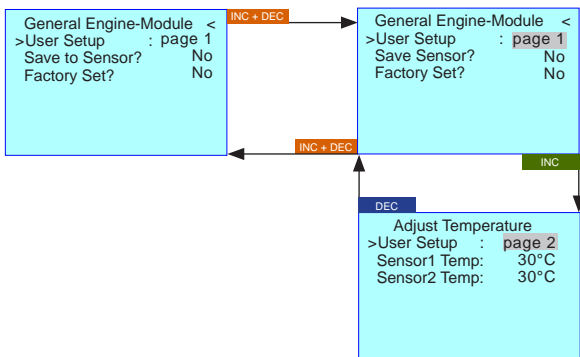 General Engine-Module <
>User Setup : page 1
Save to Sensor? No
Factory Set? No
INC + DEC
General Engine-Module <
>User Setup : page 1
Save Sensor? No
Factory Set? No
INC + DEC
INC
DEC
Adjust Temperature
>User Setup : page 2
Sensor1 Temp: 30°C
Sensor2 Temp: 30°C